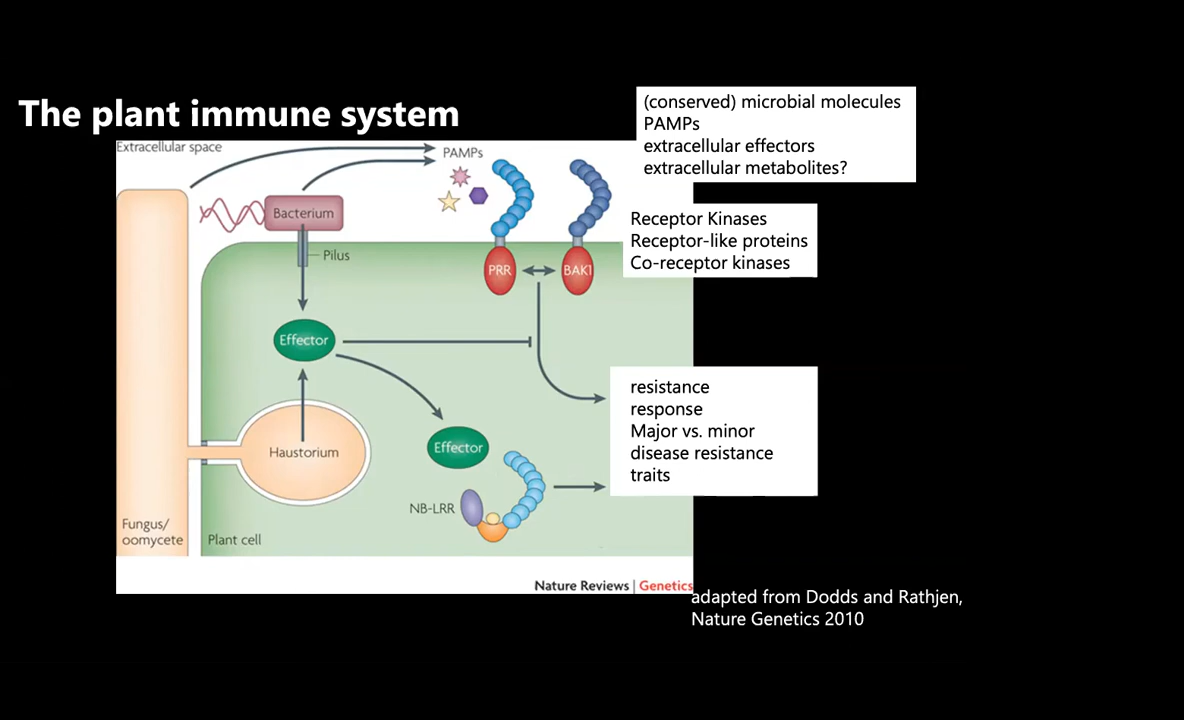 The plant immune system
(conserved) microbial molecules
PAMPs
extracellular effectors
extracellular metabolites?
Extracellular space
PAMPs
Bacterium
Receptor Kinases
Receptor-like proteins
Co-receptor kinases
Pilus
PRR
BAK1
Effector
resistance
response
Major vs. minor
disease resistance
traits
Effector
Haustorium
NB-LRR
Fungus/
oomycete
Plant cell
Nature Reviews | Genetics
adapted from Dodds and Rathjen,
Nature Genetics 2010